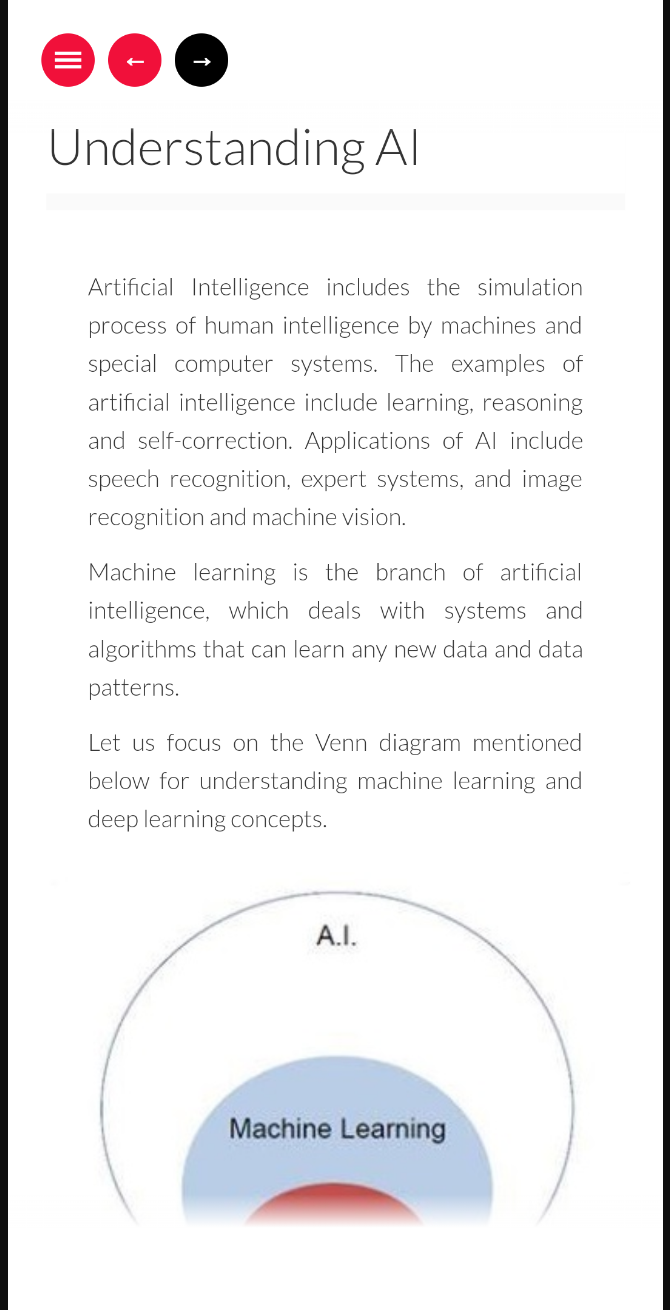 Understanding AI
Artificial Intelligence includes the simulation
process of human intelligence by machines and
special computer systems. The examples of
artificial intelligence include learning, reasoning
and self-correction. Applications of AI include
speech recognition, expert systems, and image
recognition and machine vision.
Machine learning is the branch of artificial
intelligence, which deals with systems and
algorithms that can learn any new data and data
patterns.
Let us focus on the Venn diagram mentioned
below for understanding machine learning and
deep learning concepts.
A.I.
Machine Learning